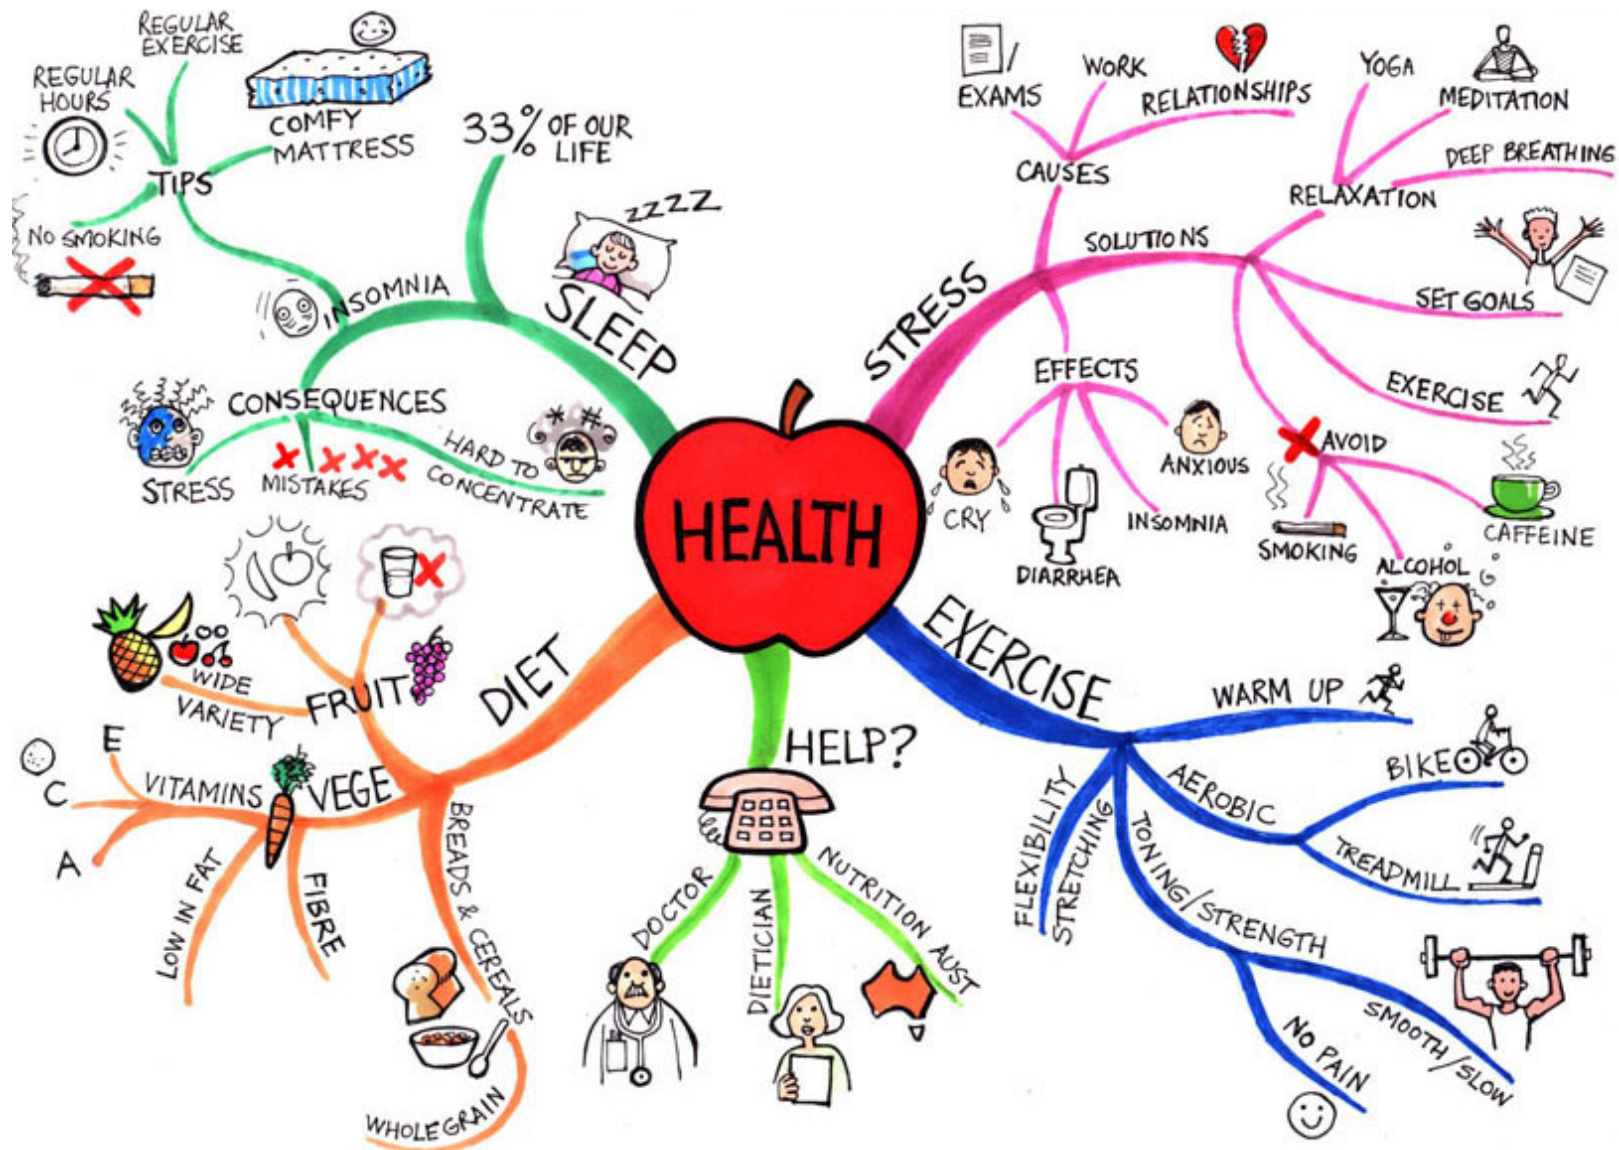 HEALTH
SLEEP
33% OF OUR
LIFE
ZZZZ
INSOMNIA
TIPS
REGULAR
HOURS
REGULAR
EXERCISE
COMFY
MATTRESS
NO SMOKING
CONSEQUENCES
STRESS
MISTAKES
HARD TO
CONCENTRATE
* #
STRESS
CAUSES
EXAMS
WORK
RELATIONSHIPS
SOLUTIONS
RELAXATION
YOGA
MEDITATION
DEEP BREATHING
SET GOALS
EXERCISE
AVOID
SMOKING
ALCOHOL
CAFFEINE
EFFECTS
CRY
DIARRHEA
INSOMNIA
ANXIOUS
EXERCISE
WARM UP
AEROBIC
BIKE
TREADMILL
TONING/STRENGTH
SMOOTH/SLOW
NO PAIN
FLEXIBILITY
STRETCHING
HELP?
DOCTOR
DIETICIAN
NUTRITION AUST
DIET
FRUIT
WIDE
VARIETY
VEGE
VITAMINS
E
C
A
LOW IN FAT
FIBRE
BREADS & CEREALS
WHOLEGRAIN